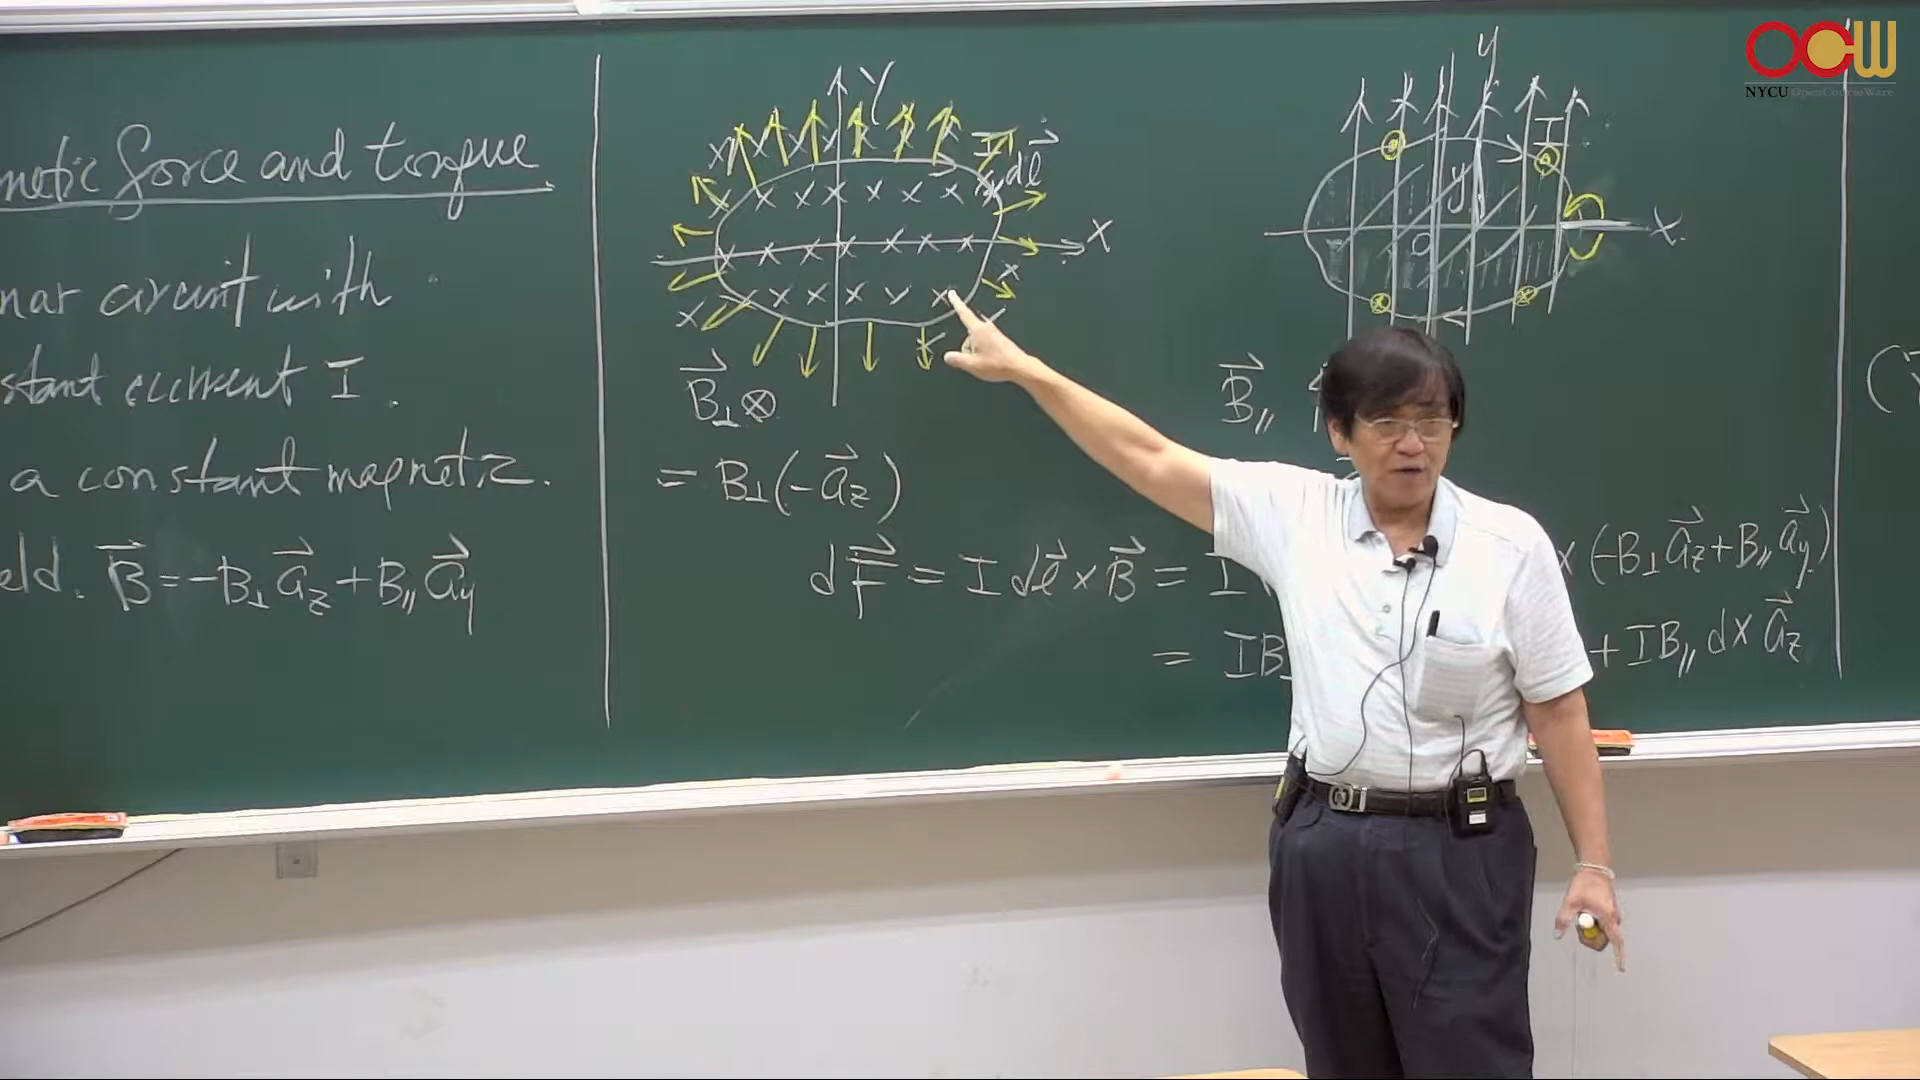 OCW
NYCU OpenCourseWare
netic force and torque
nar circuit with
stant current I.
a constant magnetic.
eld. B⃗ = -B⊥ a⃗z + B∥ a⃗y
Y
I
dl⃗
X
B⃗⊥ ⊗
= B⊥(-a⃗z)
y
I
y
0
X
B⃗∥
dF⃗ = I dl⃗ × B⃗ = I
× (-B⊥ a⃗z + B∥ a⃗y)
= IB
+ IB∥ dx a⃗z